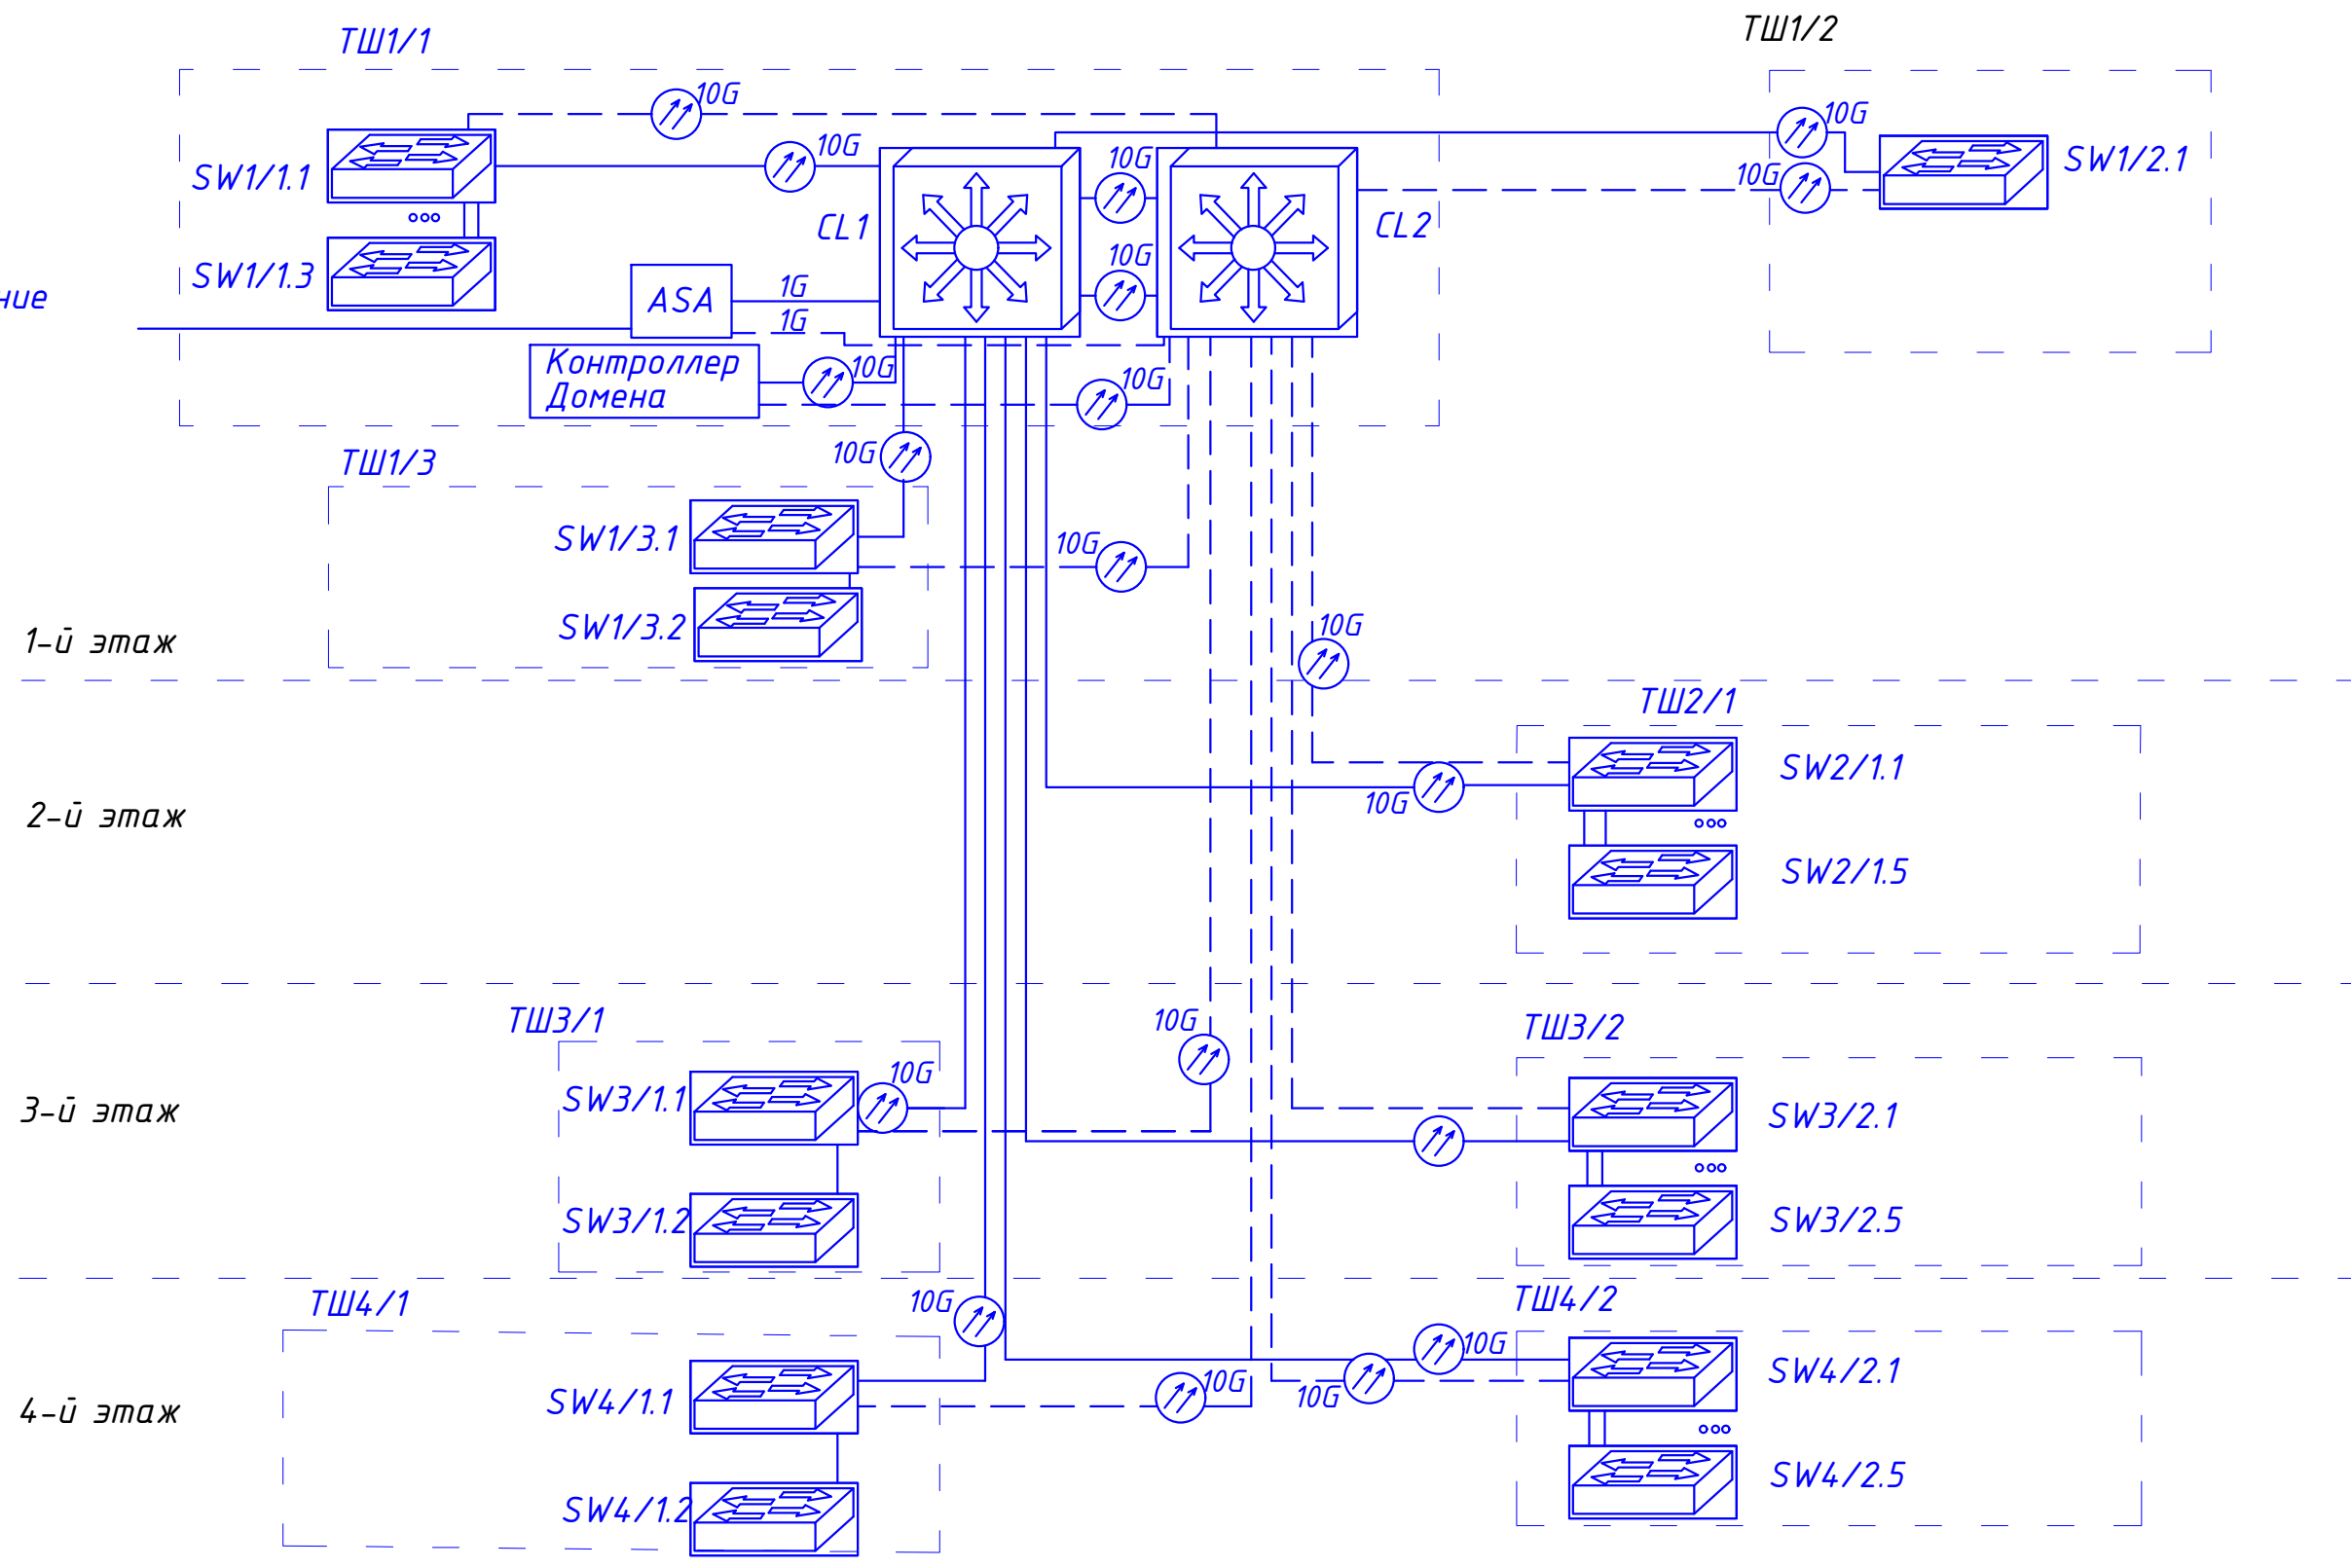 ТШ1/1
ТШ1/2
10G
10G
10G
10G
10G
SW1/1.1
SW1/2.1
CL1
CL2
10G
SW1/1.3
ASA
1G
1G
ние
Контроллер
Домена
10G
10G
ТШ1/3
10G
SW1/3.1
10G
SW1/3.2
10G
1-й этаж
ТШ2/1
SW2/1.1
10G
2-й этаж
SW2/1.5
ТШ3/1
10G
ТШ3/2
10G
SW3/1.1
3-й этаж
SW3/2.1
SW3/1.2
SW3/2.5
ТШ4/1
10G
ТШ4/2
10G
SW4/1.1
10G
10G
SW4/2.1
4-й этаж
SW4/1.2
SW4/2.5